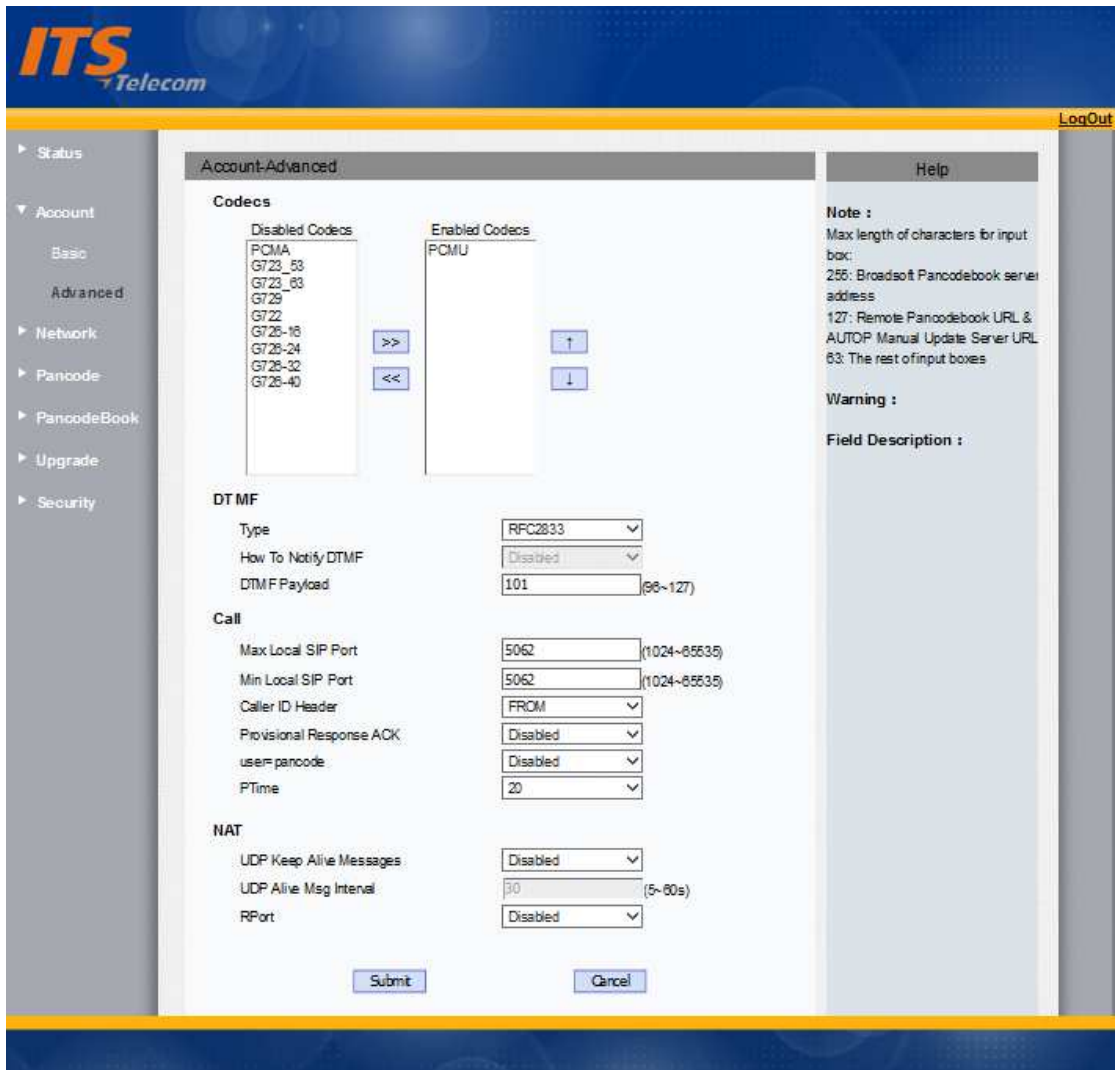 ITS
Telecom
LogOut
Status
Account
Basic
Advanced
Network
Pancode
PancodeBook
Upgrade
Security
Account-Advanced
Codecs
Disabled Codecs
PCMA
G723_53
G723_63
G729
G722
G726-16
G726-24
G726-32
G726-40
>>
<<
Enabled Codecs
PCMU
↑
↓
DTMF
Type RFC2833
How To Notify DTMF Disabled
DTMF Payload 101 (96~127)
Call
Max Local SIP Port 5062 (1024~65535)
Min Local SIP Port 5062 (1024~65535)
Caller ID Header FROM
Provisional Response ACK Disabled
user=pancode Disabled
PTime 20
NAT
UDP Keep Alive Messages Disabled
UDP Alive Msg Interval 30 (5~60s)
RPort Disabled
Submit Cancel
Help
Note :
Max length of characters for input
box:
255: Broadsoft Pancodebook server
address
127: Remote Pancodebook URL &
AUTOP Manual Update Server URL
63: The rest of input boxes
Warning :
Field Description :